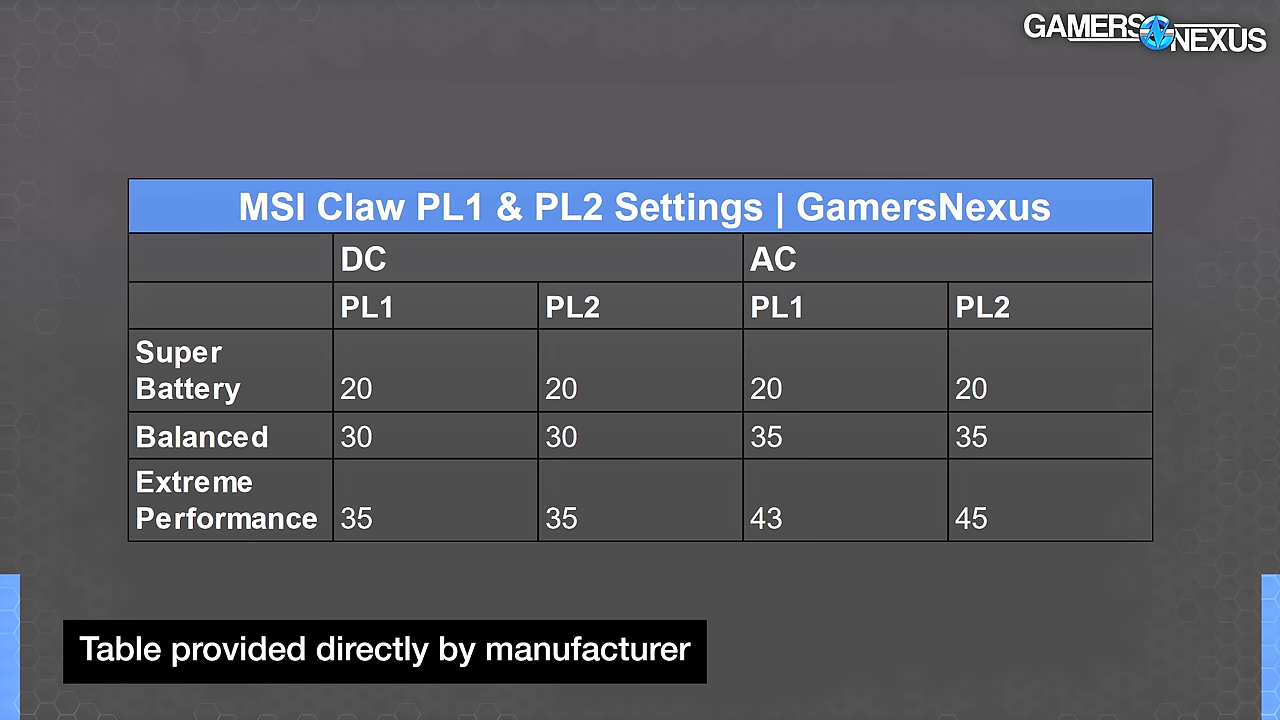 GAMERS NEXUS
MSI Claw PL1 & PL2 Settings | GamersNexus
DC AC
PL1 PL2 PL1 PL2
Super
Battery 20 20 20 20
Balanced 30 30 35 35
Extreme
Performance 35 35 43 45
Table provided directly by manufacturer